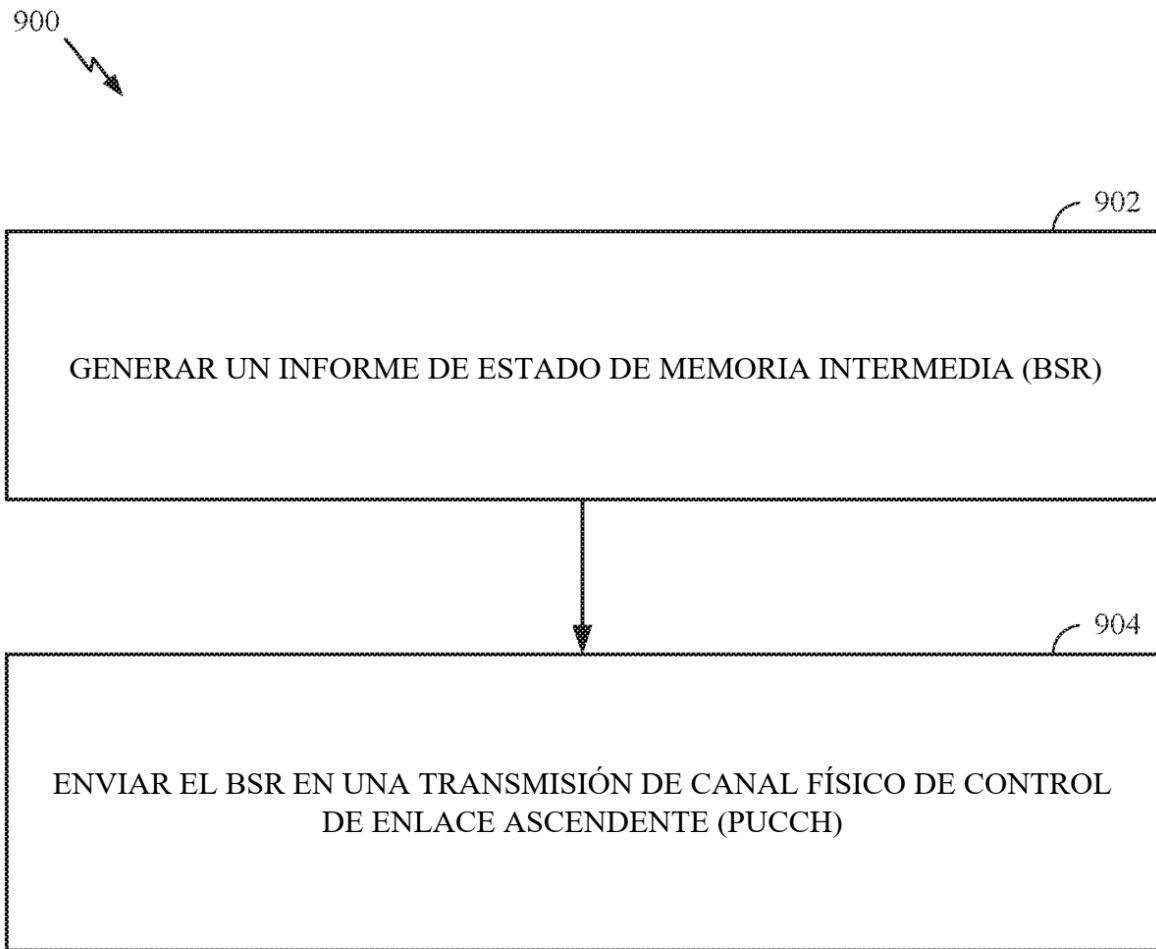 900
902
GENERAR UN INFORME DE ESTADO DE MEMORIA INTERMEDIA (BSR)
904
ENVIAR EL BSR EN UNA TRANSMISIÓN DE CANAL FÍSICO DE CONTROL
DE ENLACE ASCENDENTE (PUCCH)